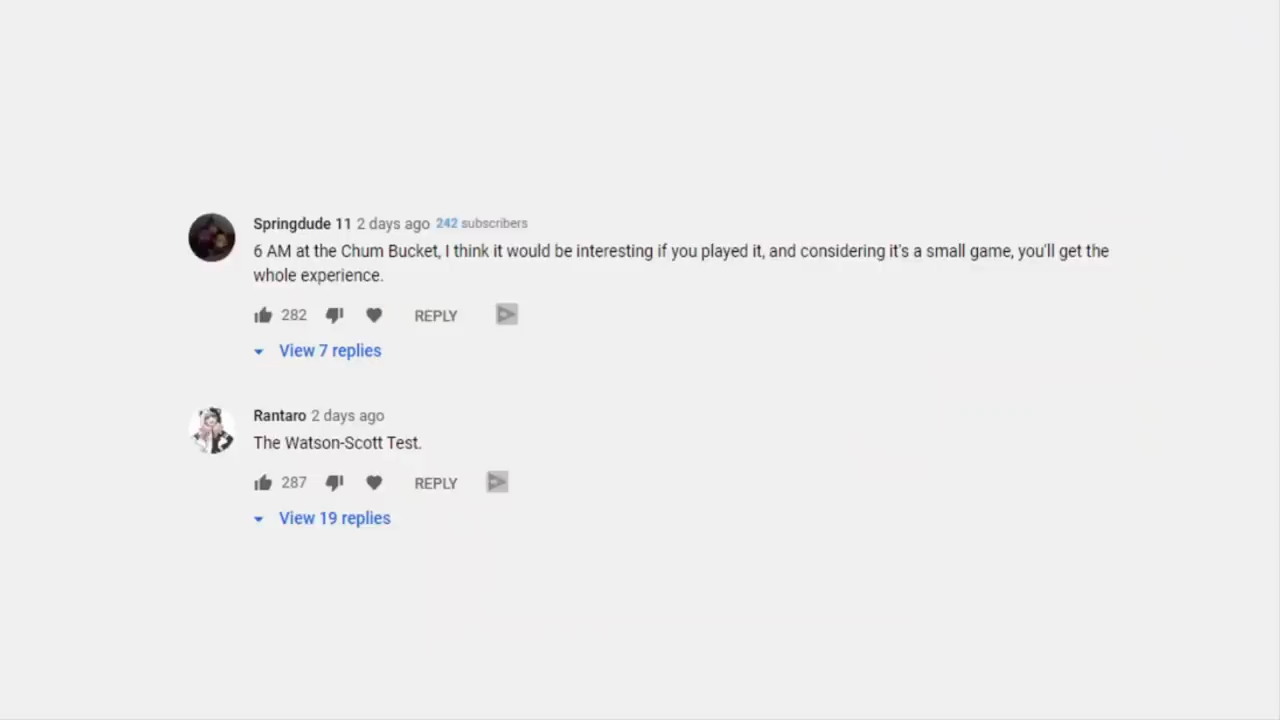 Springdude 11 2 days ago 242 subscribers
6 AM at the Chum Bucket, I think it would be interesting if you played it, and considering it's a small game, you'll get the
whole experience.
282 REPLY
View 7 replies
Rantaro 2 days ago
The Watson-Scott Test.
287 REPLY
View 19 replies